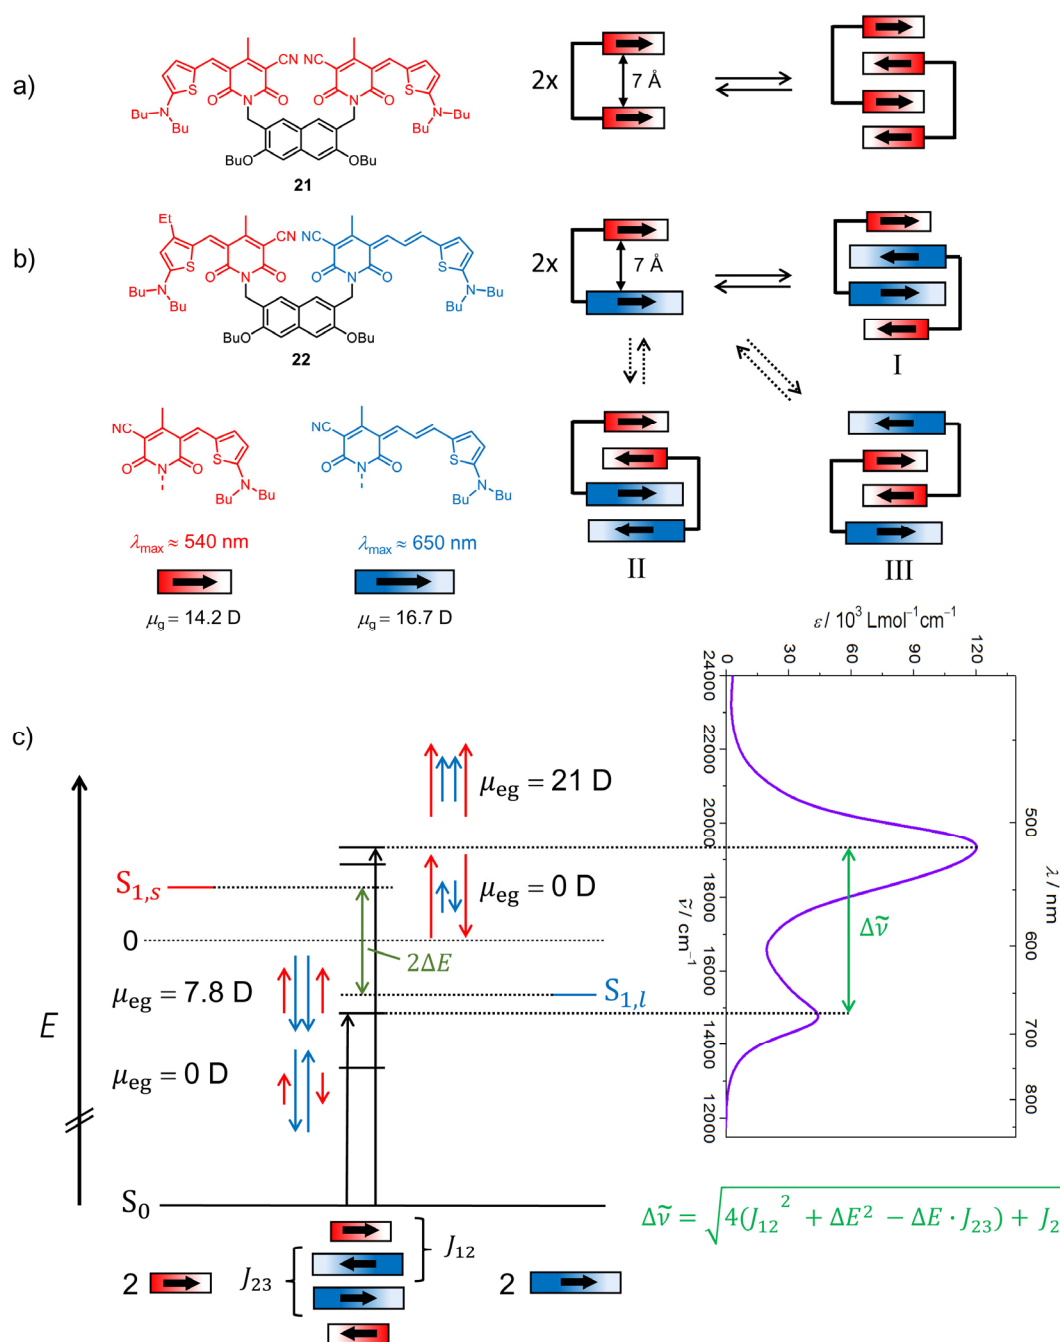 a)
CN NC
S O N O O N O S
N Bu Bu
Bu N Bu
BuO OBu
21
2x
7 Å
b)
Et
CN NC
S O N O O N O S
N Bu Bu
N Bu Bu
BuO OBu
22
2x
7 Å
I
NC
O N O S
N Bu Bu
NC
O N O S
N Bu Bu
λmax ≈ 540 nm
λmax ≈ 650 nm
μg = 14.2 D
μg = 16.7 D
II
III
c)
ε / 10³ Lmol⁻¹cm⁻¹
0 30 60 90 120
24000
22000
20000
18000
16000
14000
12000
ṽ / cm⁻¹
500
600
700
800
λ / nm
Δṽ
E
μeg = 21 D
μeg = 0 D
S1,s
0
2ΔE
μeg = 7.8 D
S1,l
μeg = 0 D
S0
Δṽ = √4(J12² + ΔE² − ΔE · J23) + J2
J12
J23
2
2